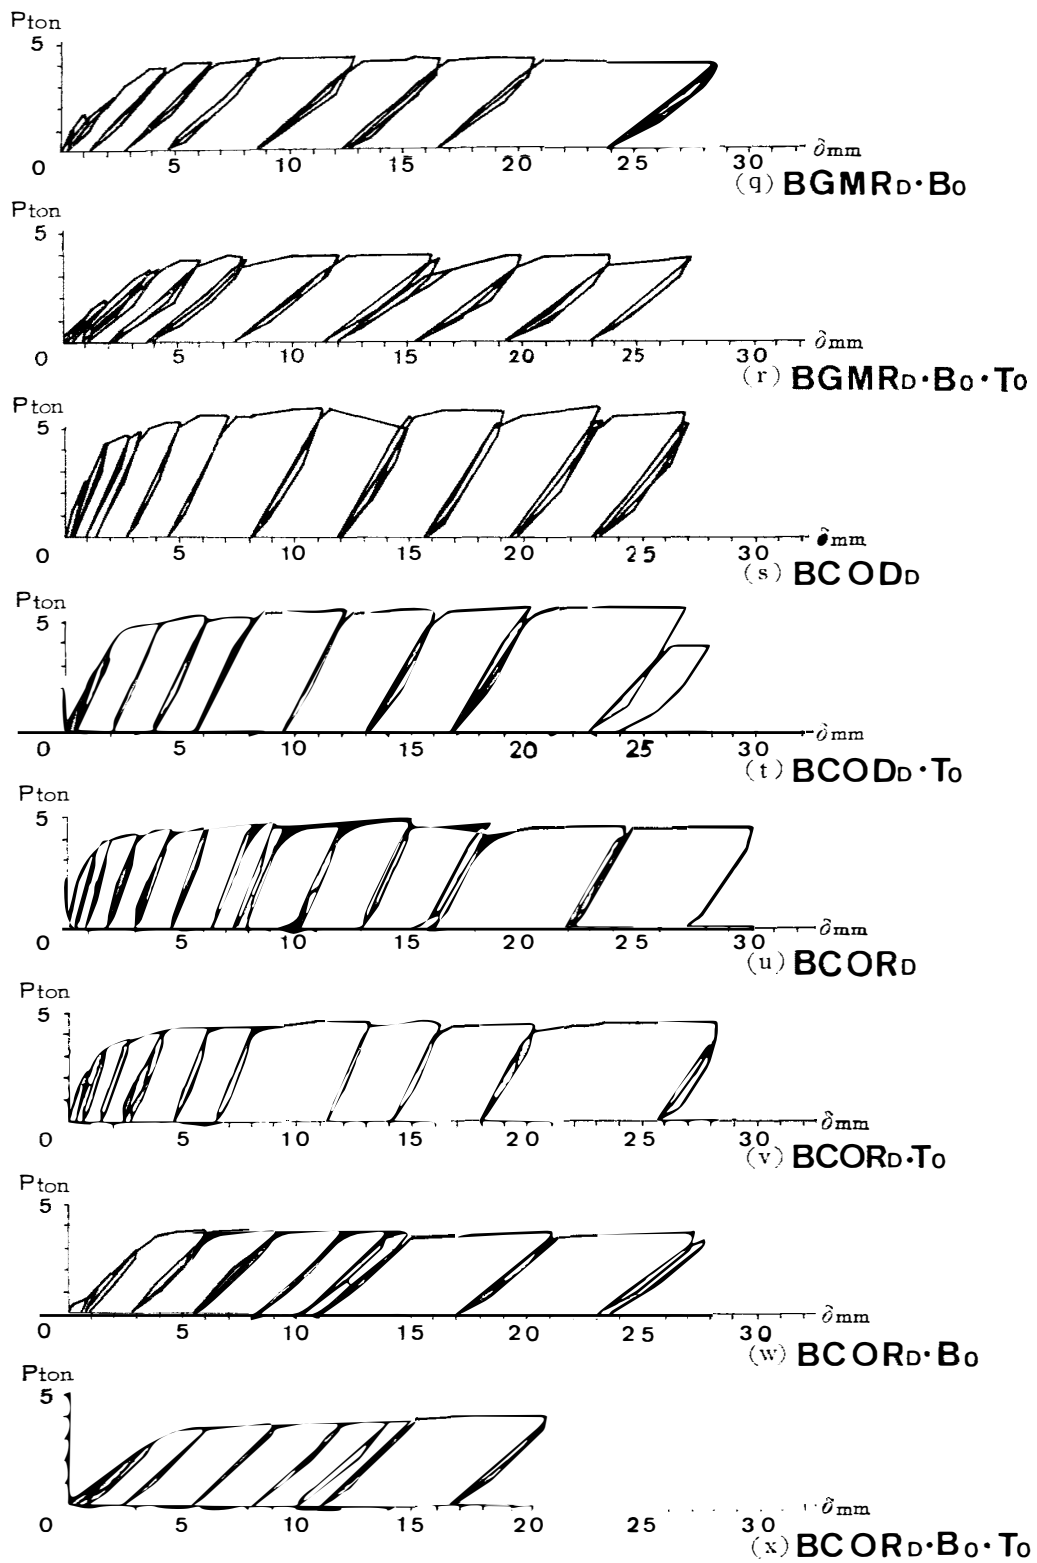 Pton
5
0 5 10 15 20 25 30 δmm
(q) BGMRD·B0
Pton
5
0 5 10 15 20 25 30 δmm
(r) BGMRD·B0·T0
Pton
5
0 5 10 15 20 25 30 mm
(s) BCODD
Pton
5
0 5 10 15 20 25 30 δmm
(t) BCODD·T0
Pton
5
0 5 10 15 20 25 30 δmm
(u) BCORD
Pton
5
0 5 10 15 20 25 30 δmm
(v) BCORD·T0
Pton
5
0 5 10 15 20 25 30 δmm
(w) BCORD·B0
Pton
5
0 5 10 15 20 25 30 δmm
(x) BCORD·B0·T0